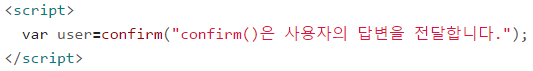 <script>
  var user=confirm("confirm()은 사용자의 답변을 전달합니다.");
</script>